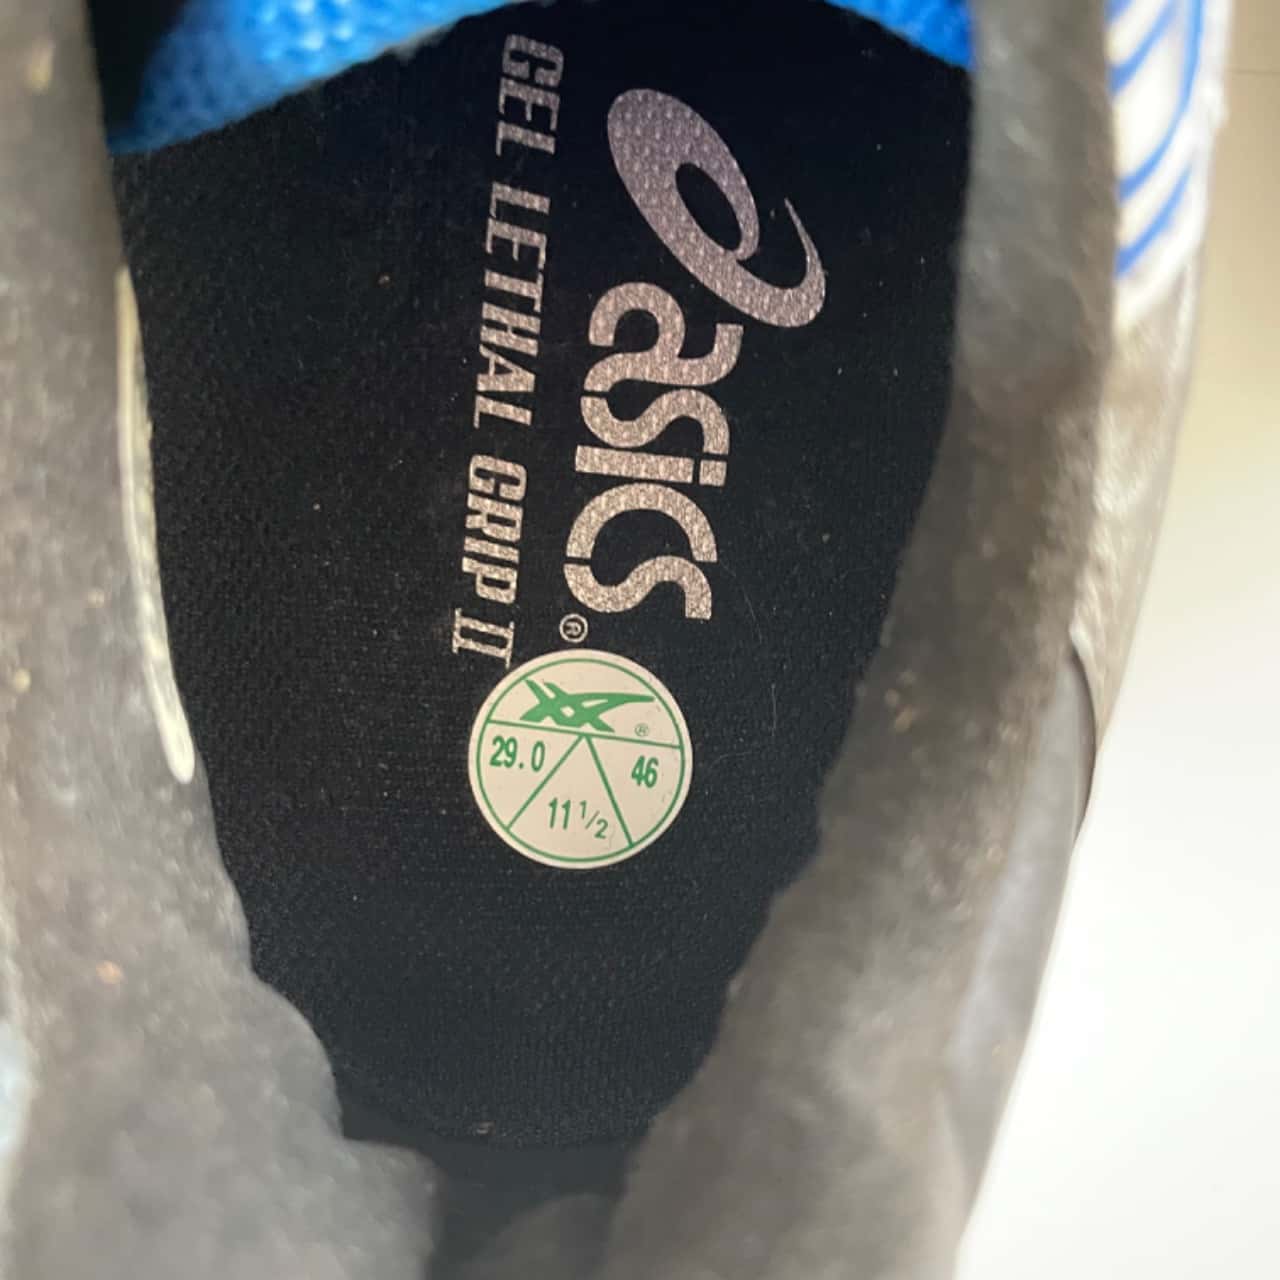 asics®
GEL LETHAL GRIP II
®
29.0
46
11 1/2